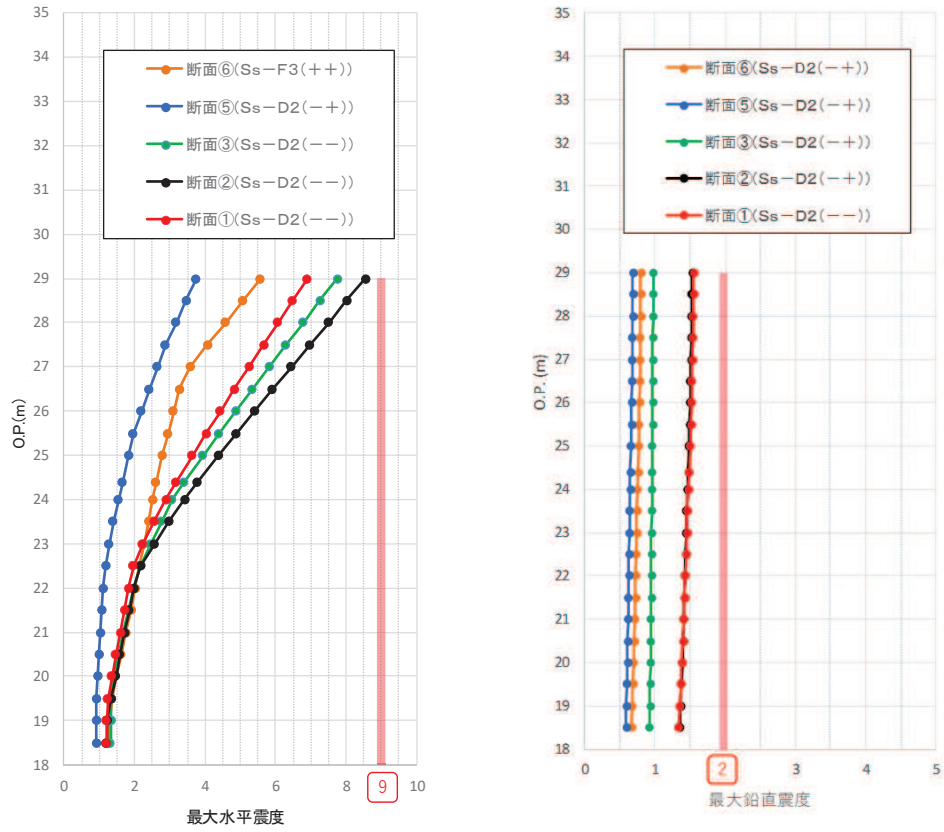 35
34
33
32
31
30
29
28
27
26
25
24
23
22
21
20
19
18
O.P.(m)
断面⑥(Ss－F3(＋＋))
断面⑤(Ss－D2(－＋))
断面③(Ss－D2(－－))
断面②(Ss－D2(－－))
断面①(Ss－D2(－－))
0 2 4 6 8 9 10
最大水平震度
35
34
33
32
31
30
29
28
27
26
25
24
23
22
21
20
19
18
O.P. (m)
断面⑥(Ss－D2(－＋))
断面⑤(Ss－D2(－＋))
断面③(Ss－D2(－＋))
断面②(Ss－D2(－＋))
断面①(Ss－D2(－－))
0 1 2 3 4 5
最大鉛直震度